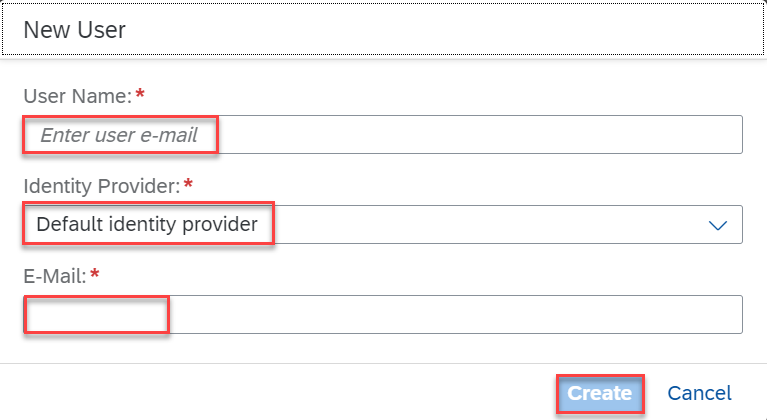 New User
User Name:*
Enter user e-mail
Identity Provider:*
Default identity provider
E-Mail:*
Create Cancel